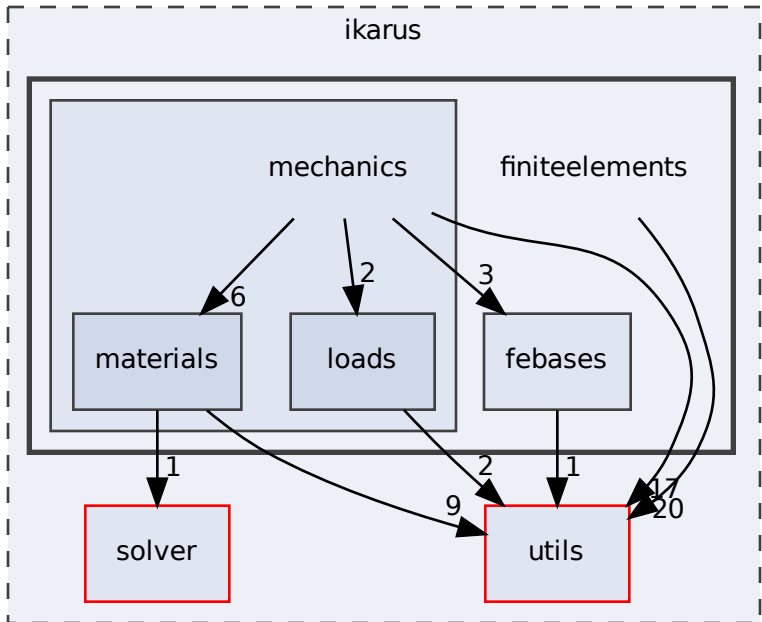 ikarus
mechanics
finiteelements
6
2
3
materials
loads
febases
1
9
2
1
17
20
solver
utils